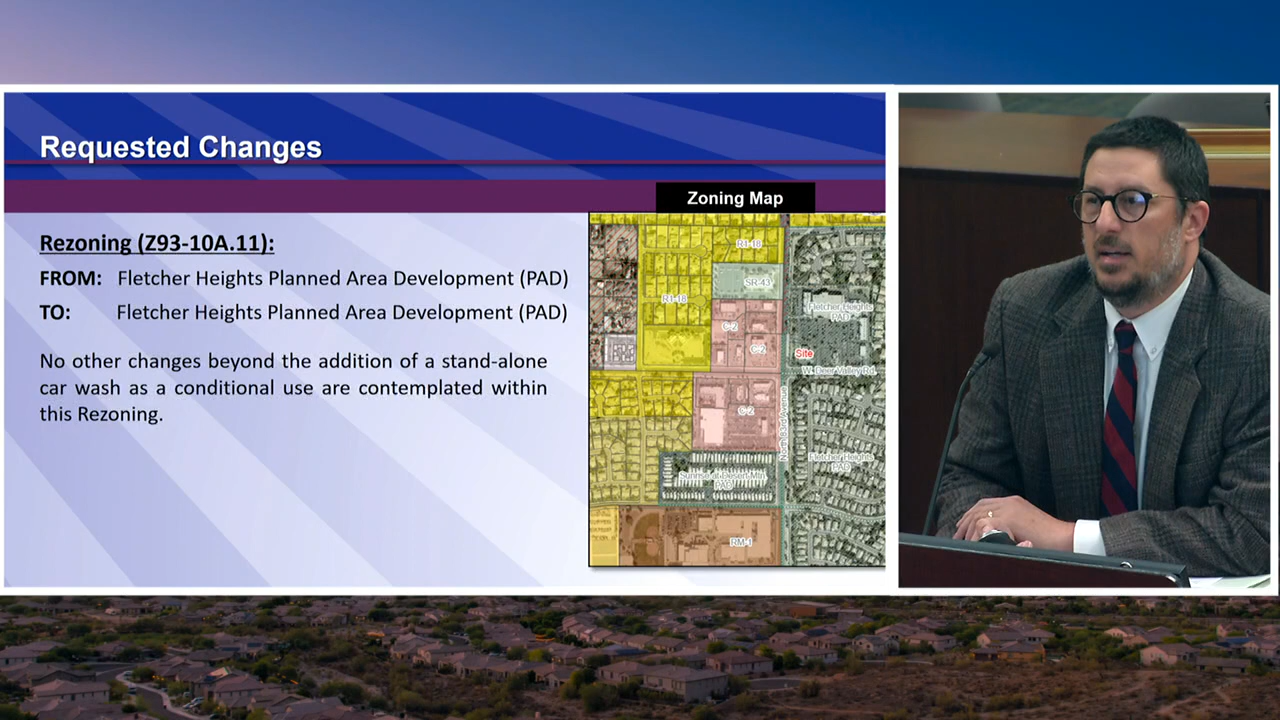 Requested Changes
Zoning Map
Rezoning (Z93-10A.11):
FROM: Fletcher Heights Planned Area Development (PAD)
TO: Fletcher Heights Planned Area Development (PAD)
No other changes beyond the addition of a stand-alone
car wash as a conditional use are contemplated within
this Rezoning.
R1-18
SR-43
R1-18
Fletcher Heights
PAD
C-2
C-2
Site
W. Deer Valley Rd.
C-2
North 83rd Avenue
Fletcher Heights
PAD
PAD
RM-1